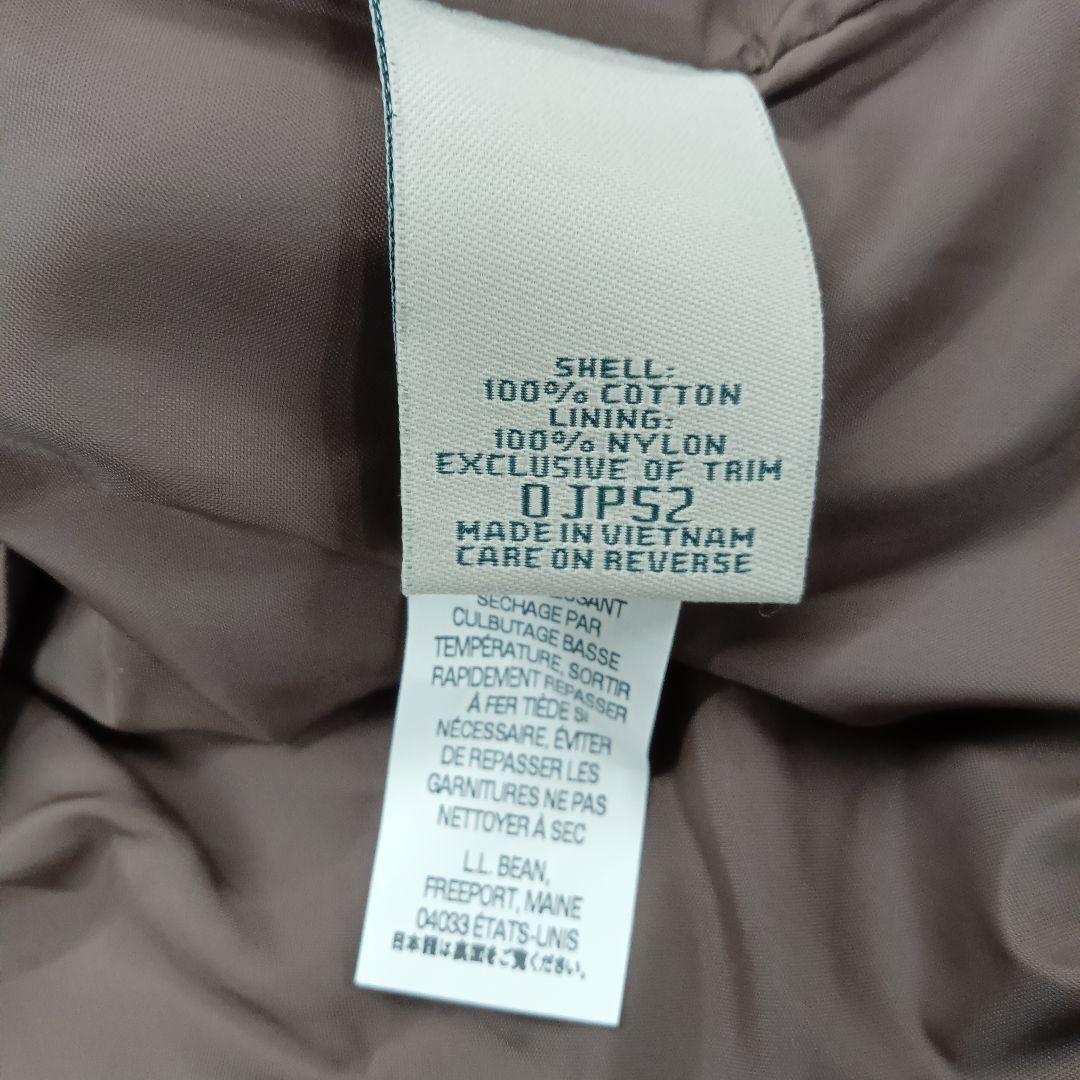 SHELL:
100% COTTON
LINING:
100% NYLON
EXCLUSIVE OF TRIM
0JP52
MADE IN VIETNAM
CARE ON REVERSE
SÉCHAGE PAR
CULBUTAGE BASSE
TEMPÉRATURE, SORTIR
RAPIDEMENT REPASSER
À FER TIÈDE SI
NÉCESSAIRE, ÉVITER
DE REPASSER LES
GARNITURES NE PAS
NETTOYER À SEC
L.L. BEAN,
FREEPORT, MAINE
04033 ÉTATS-UNIS
日本語は裏面をご覧ください。